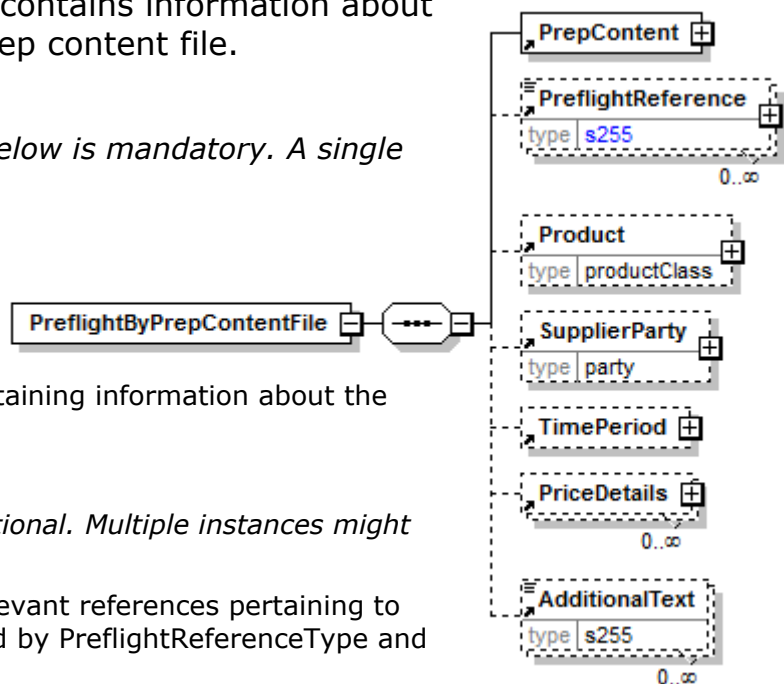 contains information about
ep content file.
elow is mandatory. A single
taining information about the
tional. Multiple instances might
evant references pertaining to
d by PreflightReferenceType and
PreflightByPrepContentFile
PrepContent
PreflightReference
type s255
0..∞
Product
type productClass
SupplierParty
type party
TimePeriod
PriceDetails
0..∞
AdditionalText
type s255
0..∞